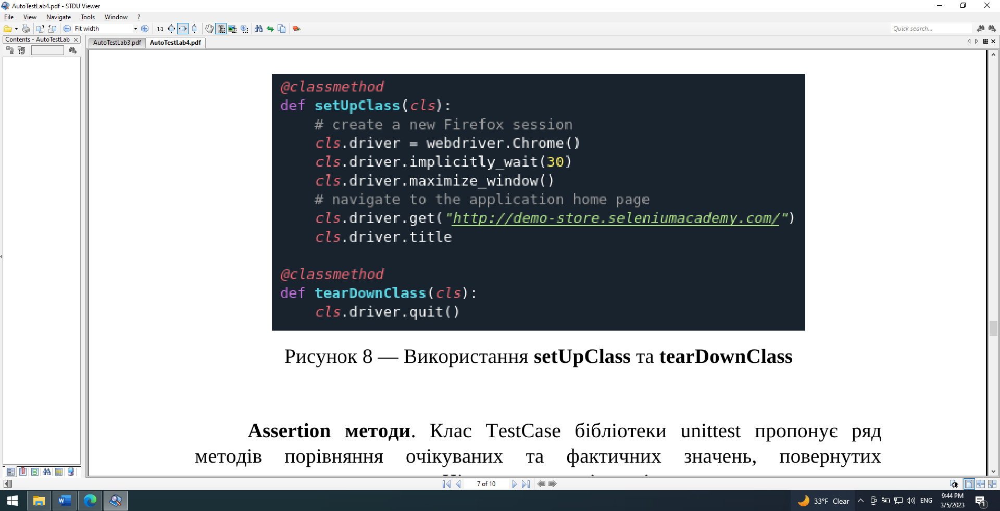 AutoTestLab4.pdf - STDU Viewer
File View Navigate Tools Window ?
Fit width 1:1 Quick search...
Contents - AutoTestLab AutoTestLab3.pdf AutoTestLab4.pdf
@classmethod
def setUpClass(cls):
# create a new Firefox session
cls.driver = webdriver.Chrome()
cls.driver.implicitly_wait(30)
cls.driver.maximize_window()
# navigate to the application home page
cls.driver.get("http://demo-store.seleniumacademy.com/")
cls.driver.title
@classmethod
def tearDownClass(cls):
cls.driver.quit()
Рисунок 8 — Використання setUpClass та tearDownClass
Assertion методи. Клас TestCase бібліотеки unittest пропонує ряд
методів порівняння очікуваних та фактичних значень, повернутих
7 of 10
33°F Clear ENG
9:44 PM
3/5/2023
1